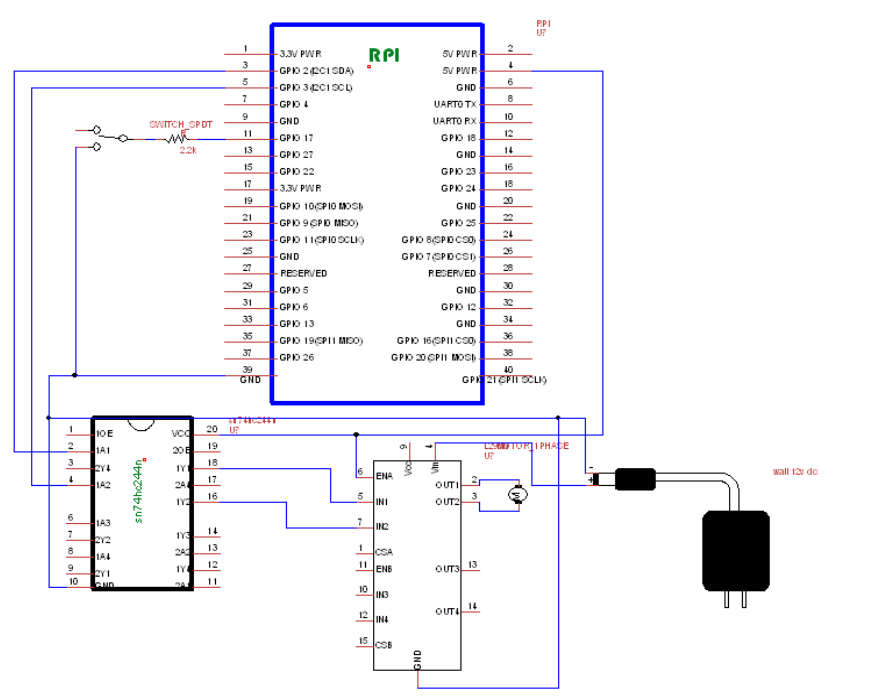 RPI
U?
RPI
1 3.3V PWR
3 GPIO 2(I2C1 SDA)
5 GPIO 3(I2C1 SCL)
7 GPIO 4
9 GND
11 GPIO 17
13 GPIO 27
15 GPIO 22
17 3.3V PWR
19 GPIO 10(SPI0 MOSI)
21 GPIO 9(SPI0 MISO)
23 GPIO 11(SPI0 SCLK)
25 GND
27 RESERVED
29 GPIO 5
31 GPIO 6
33 GPIO 13
35 GPIO 19(SPI1 MISO)
37 GPIO 26
39 GND
5V PWR 2
5V PWR 4
GND 6
UART0 TX 8
UART0 RX 10
GPIO 18 12
GND 14
GPIO 23 16
GPIO 24 18
GND 20
GPIO 25 22
GPIO 8(SPI0 CS0) 24
GPIO 7(SPI0 CS1) 26
RESERVED 28
GND 30
GPIO 12 32
GND 34
GPIO 16(SPI1 CS0) 36
GPIO 20(SPI1 MOSI) 38
40
GPIO 21(SPI1 SCLK)
SWITCH_SPDT
2.2k
sn74hc244n
U?
sn74hc244n
1 1OE
2 1A1
3 2Y4
4 1A2
6 1A3
7 2Y2
8 1A4
9 2Y1
10 GND
VCC 20
2OE 19
1Y1 18
2A4 17
1Y2 16
1Y3 14
2A2 13
1Y4 12
2A1 11
U?
9 Vcc
4 Vm
6 ENA
5 IN1
7 IN2
1 CSA
11 ENB
10 IN3
12 IN4
15 CSB
OUT1 2
OUT2 3
OUT3 13
OUT4 14
GND
M
-
+
wall 12v dc